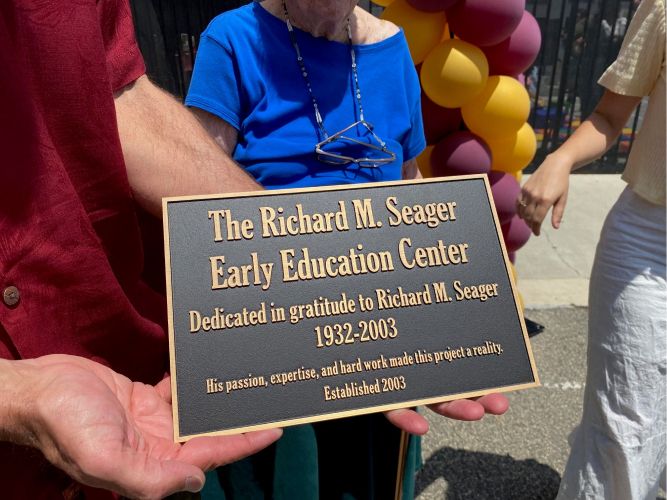 The Richard M. Seager
Early Education Center
Dedicated in gratitude to Richard M. Seager
1932-2003
His passion, expertise, and hard work made this project a reality.
Established 2003